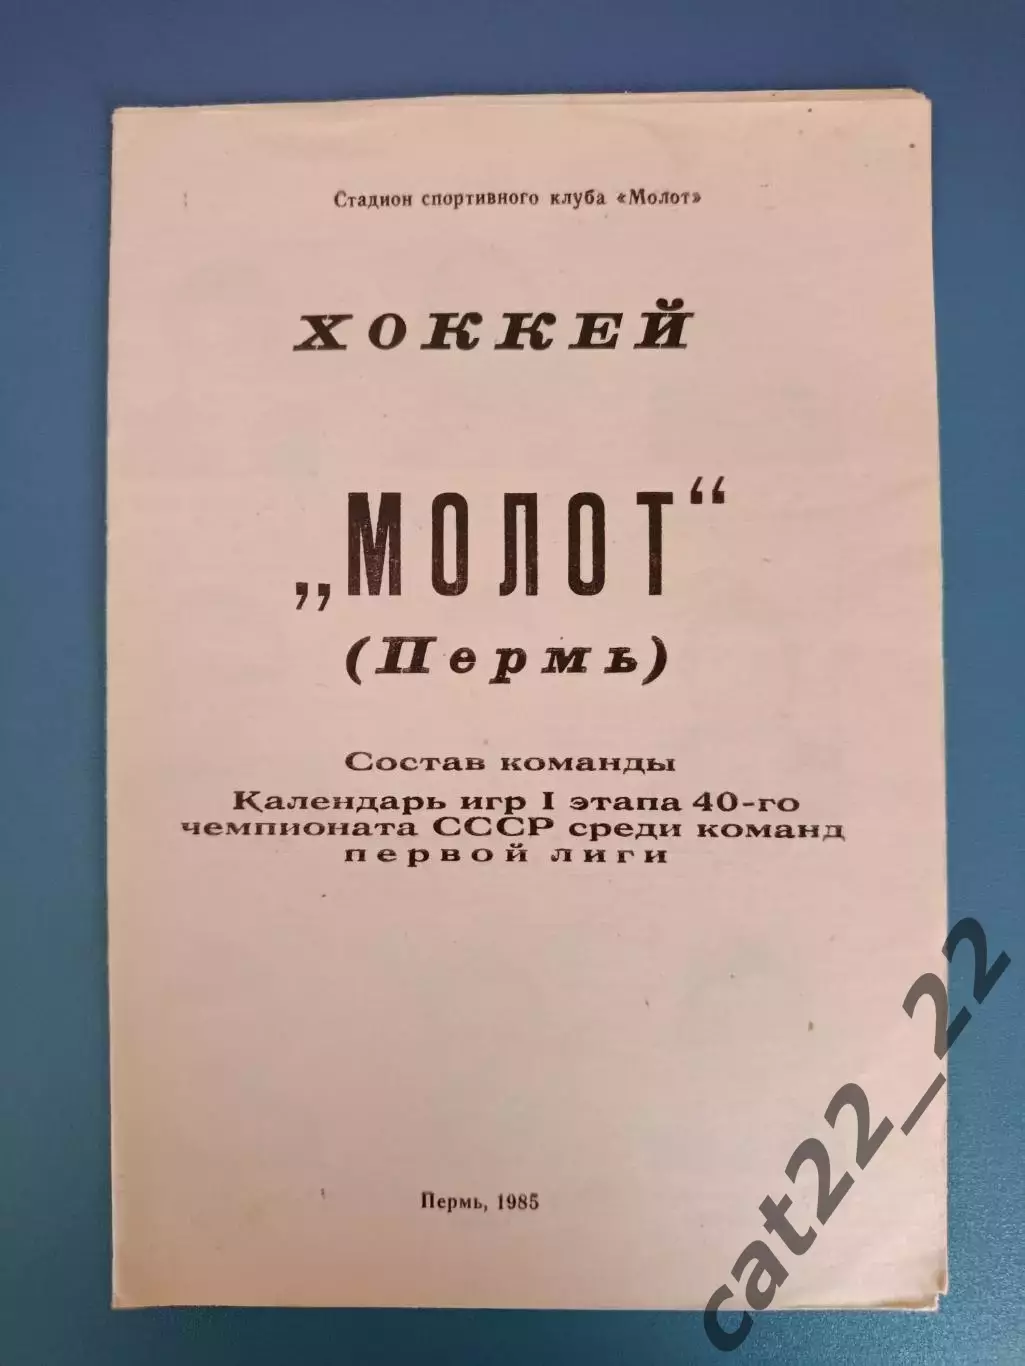 Стадион спортивного клуба «Молот»
ХОККЕЙ
„МОЛОТ“
(Пермь)
Состав команды
Календарь игр I этапа 40-го
чемпионата СССР среди команд
первой лиги
Пермь, 1985
cat22_22